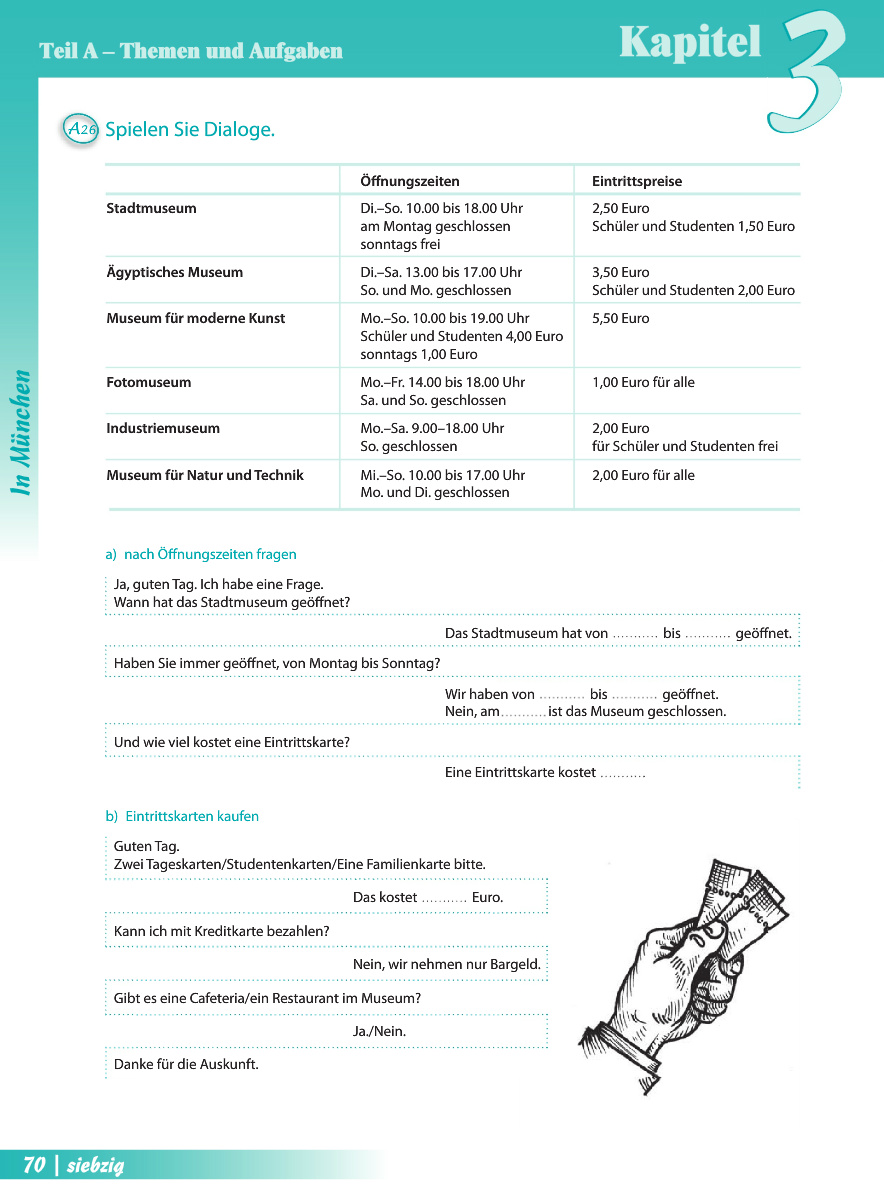 Teil A – Themen und Aufgaben
Kapitel 3
A26 Spielen Sie Dialoge.
Öffnungszeiten Eintrittspreise
Stadtmuseum Di.–So. 10.00 bis 18.00 Uhr 2,50 Euro
am Montag geschlossen Schüler und Studenten 1,50 Euro
sonntags frei
Ägyptisches Museum Di.–Sa. 13.00 bis 17.00 Uhr 3,50 Euro
So. und Mo. geschlossen Schüler und Studenten 2,00 Euro
Museum für moderne Kunst Mo.–So. 10.00 bis 19.00 Uhr 5,50 Euro
Schüler und Studenten 4,00 Euro
sonntags 1,00 Euro
Fotomuseum Mo.–Fr. 14.00 bis 18.00 Uhr 1,00 Euro für alle
Sa. und So. geschlossen
Industriemuseum Mo.–Sa. 9.00–18.00 Uhr 2,00 Euro
So. geschlossen für Schüler und Studenten frei
Museum für Natur und Technik Mi.–So. 10.00 bis 17.00 Uhr 2,00 Euro für alle
Mo. und Di. geschlossen
In München
a) nach Öffnungszeiten fragen
Ja, guten Tag. Ich habe eine Frage.
Wann hat das Stadtmuseum geöffnet?
Das Stadtmuseum hat von ........... bis ........... geöffnet.
Haben Sie immer geöffnet, von Montag bis Sonntag?
Wir haben von ........... bis ........... geöffnet.
Nein, am ........... ist das Museum geschlossen.
Und wie viel kostet eine Eintrittskarte?
Eine Eintrittskarte kostet ...........
b) Eintrittskarten kaufen
Guten Tag.
Zwei Tageskarten/Studentenkarten/Eine Familienkarte bitte.
Das kostet ........... Euro.
Kann ich mit Kreditkarte bezahlen?
Nein, wir nehmen nur Bargeld.
Gibt es eine Cafeteria/ein Restaurant im Museum?
Ja./Nein.
Danke für die Auskunft.
70 | siebzig